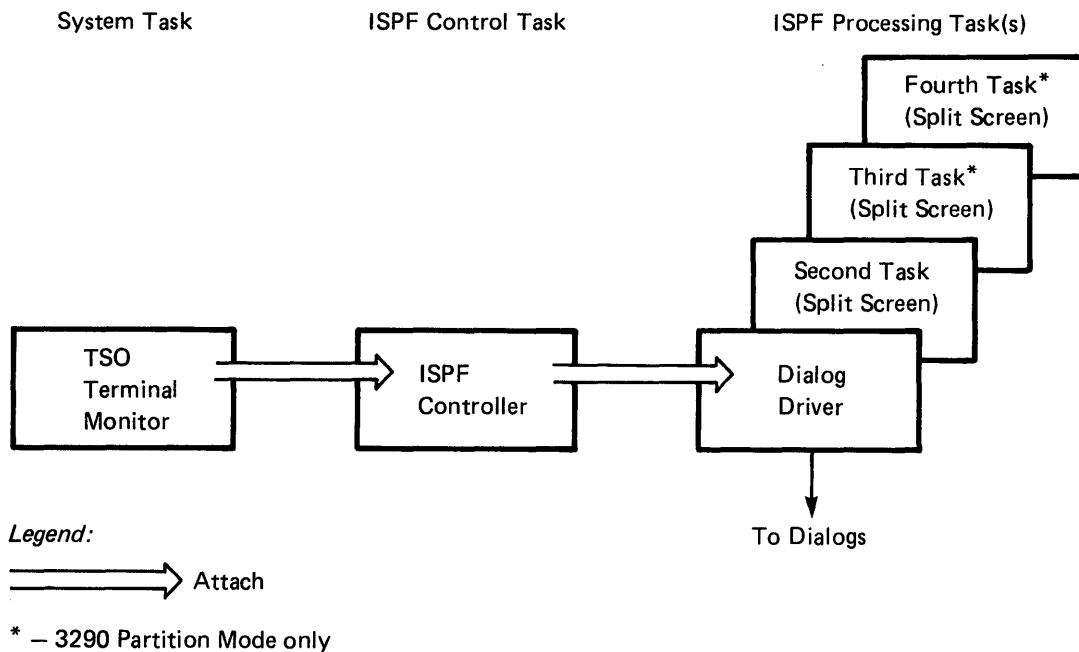 System Task
ISPF Control Task
ISPF Processing Task(s)
Fourth Task*
(Split Screen)
Third Task*
(Split Screen)
Second Task
(Split Screen)
TSO
Terminal
Monitor
ISPF
Controller
Dialog
Driver
To Dialogs
Legend:
Attach
* – 3290 Partition Mode only